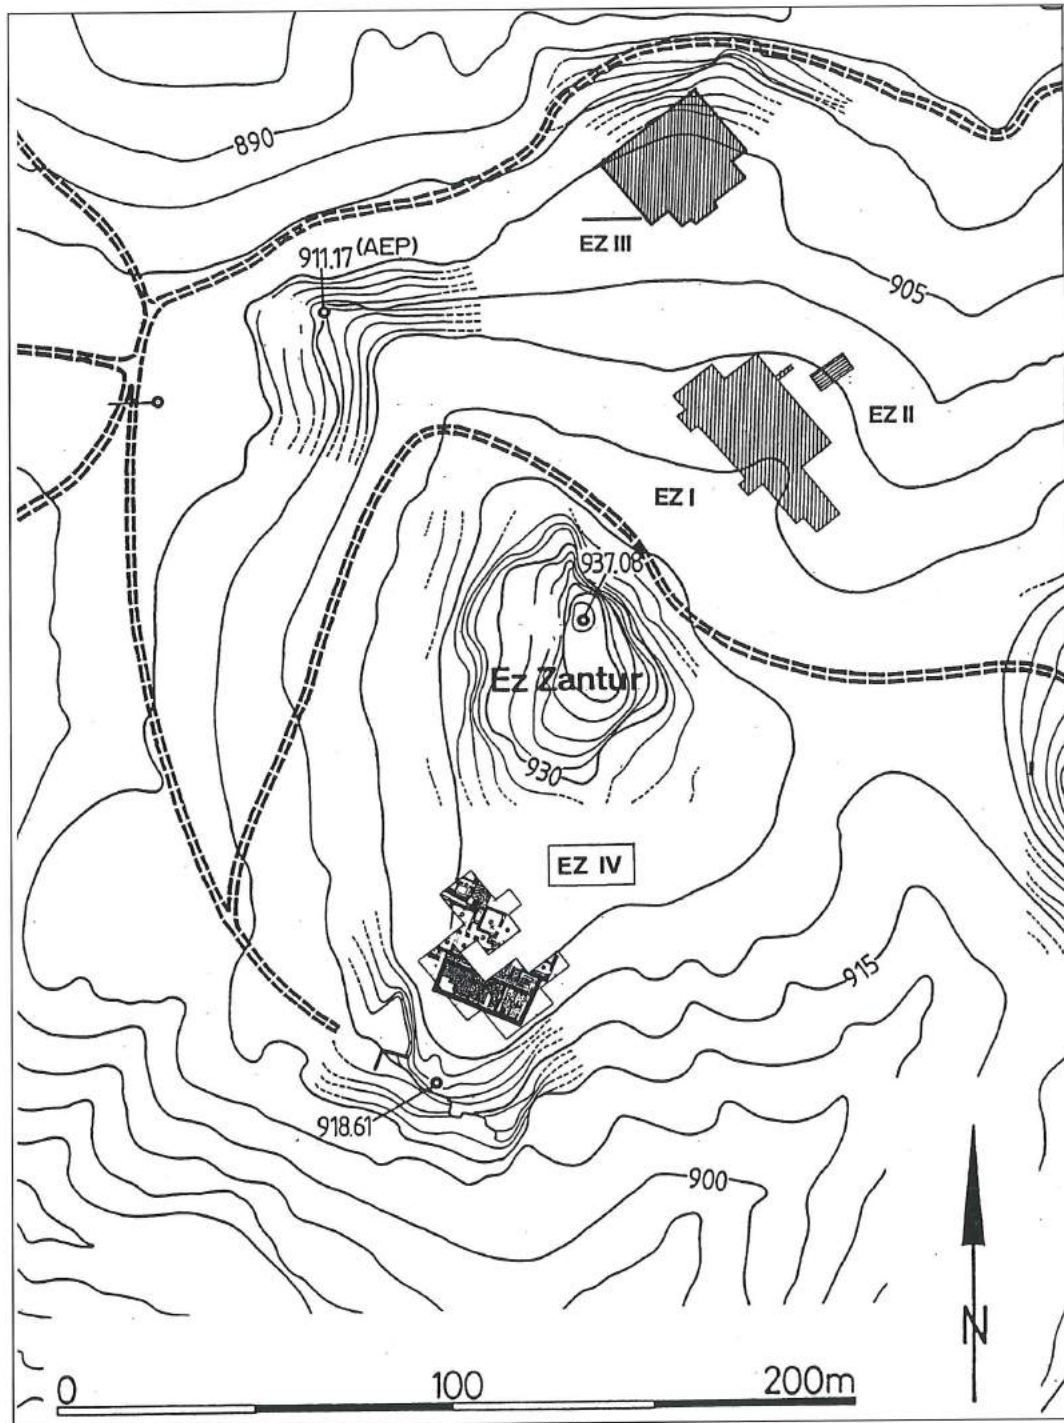 890
EZ III
911.17 (AEP)
905
EZ II
EZ I
937.08
Ez Zantur
930
EZ IV
915
918.61
900
N
0 100 200m